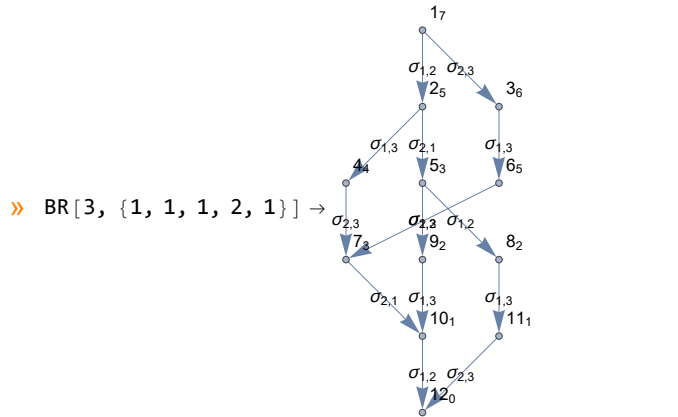 1₇
σ₁,₂ σ₂,₃
2₅ 3₆
σ₁,₃ σ₂,₁ σ₁,₃
4₄ 5₃ 6₅
» BR[3, {1, 1, 1, 2, 1}] →
σ₂,₃ σ₁,₂
7₃ 9₂ 8₂
σ₂,₁ σ₁,₃ σ₁,₃
10₁ 11₁
σ₁,₂ σ₂,₃
12₀